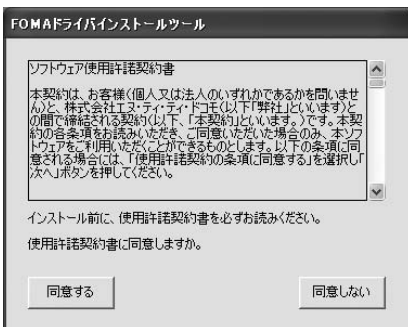 FOMAドライバインストールツール
ソフトウェア使用許諾契約書
本契約は、お客様(個人又は法人のいずれかであるかを問いませ
ん)と、株式会社エヌ・ティ・ティ・ドコモ(以下「弊社」といいます)と
の間で締結される契約(以下、「本契約」といいます。)です。本契
約の各条項をお読みいただき、ご同意いただいた場合のみ、本ソフ
トウェアをご利用いただくことができるものとします。以下の条項に同
意される場合には、「使用許諾契約の条項に同意する」を選択し「
次へ」ボタンを押してください。
インストール前に、使用許諾契約書を必ずお読みください。
使用許諾契約書に同意しますか。
同意する
同意しない